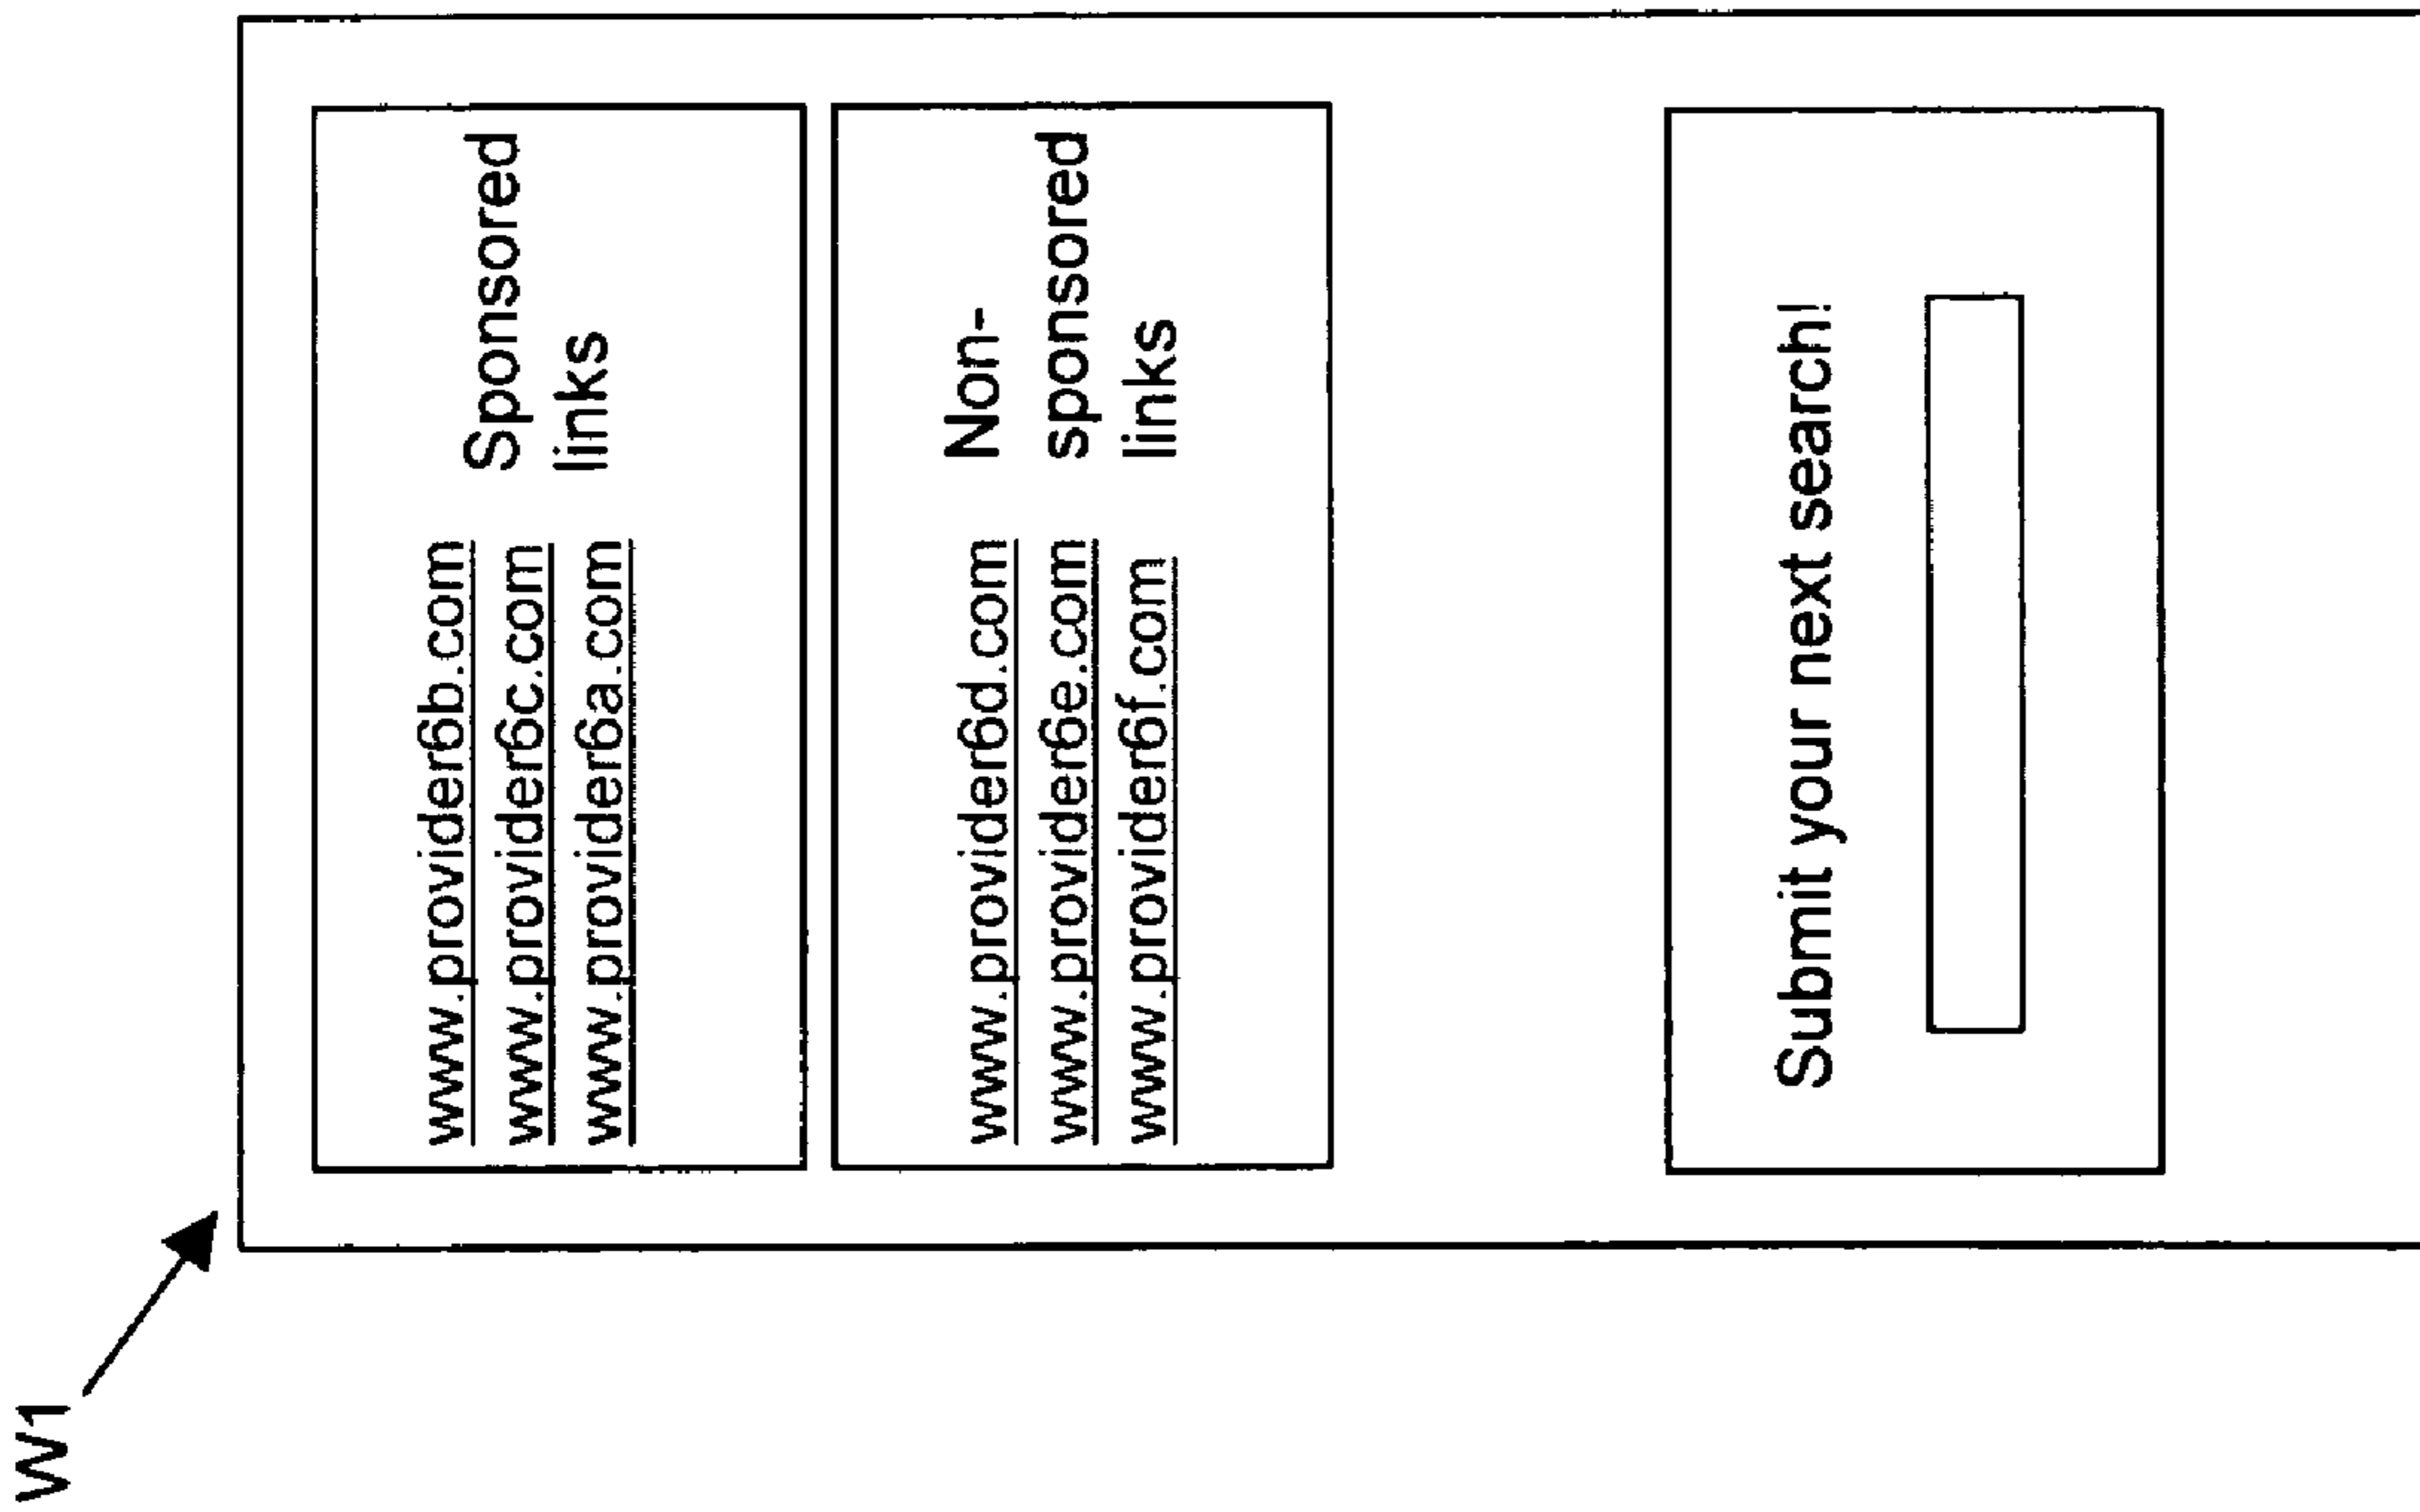 W1
www.provider6b.com
www.provider6c.com
www.provider6a.com
Sponsored
links
www.provider6d.com
www.provider6e.com
www.provider6f.com
Non-
sponsored
links
Submit your next search!